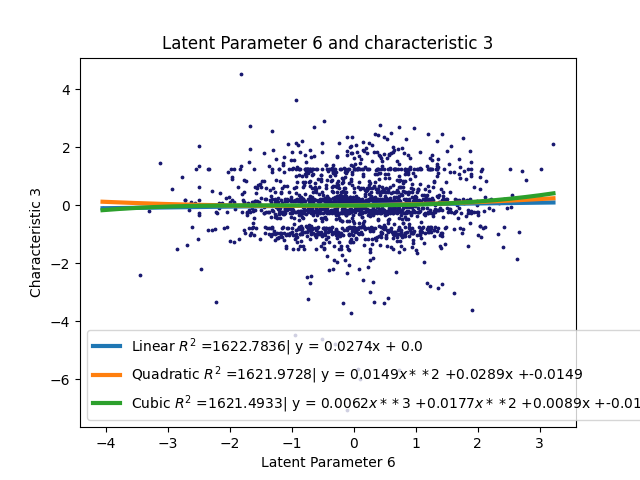 Latent Parameter 6 and characteristic 3
Characteristic 3
4
2
0
−2
−4
−6
Linear R² =1622.7836| y = 0.0274x + 0.0
Quadratic R² =1621.9728| y = 0.0149x**2 +0.0289x +-0.0149
Cubic R² =1621.4933| y = 0.0062x**3 +0.0177x**2 +0.0089x +-0.01
−4 −3 −2 −1 0 1 2 3
Latent Parameter 6